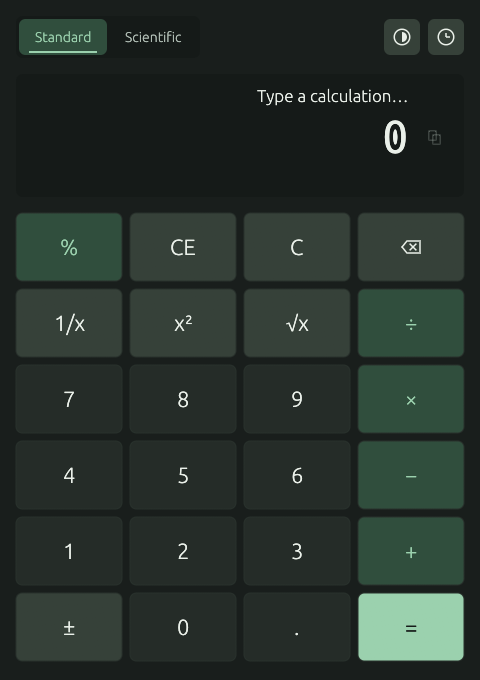 Standard Scientific
Type a calculation...
0
% CE C
1/x x² √x ÷
7 8 9 ×
4 5 6 −
1 2 3 +
± 0 . =